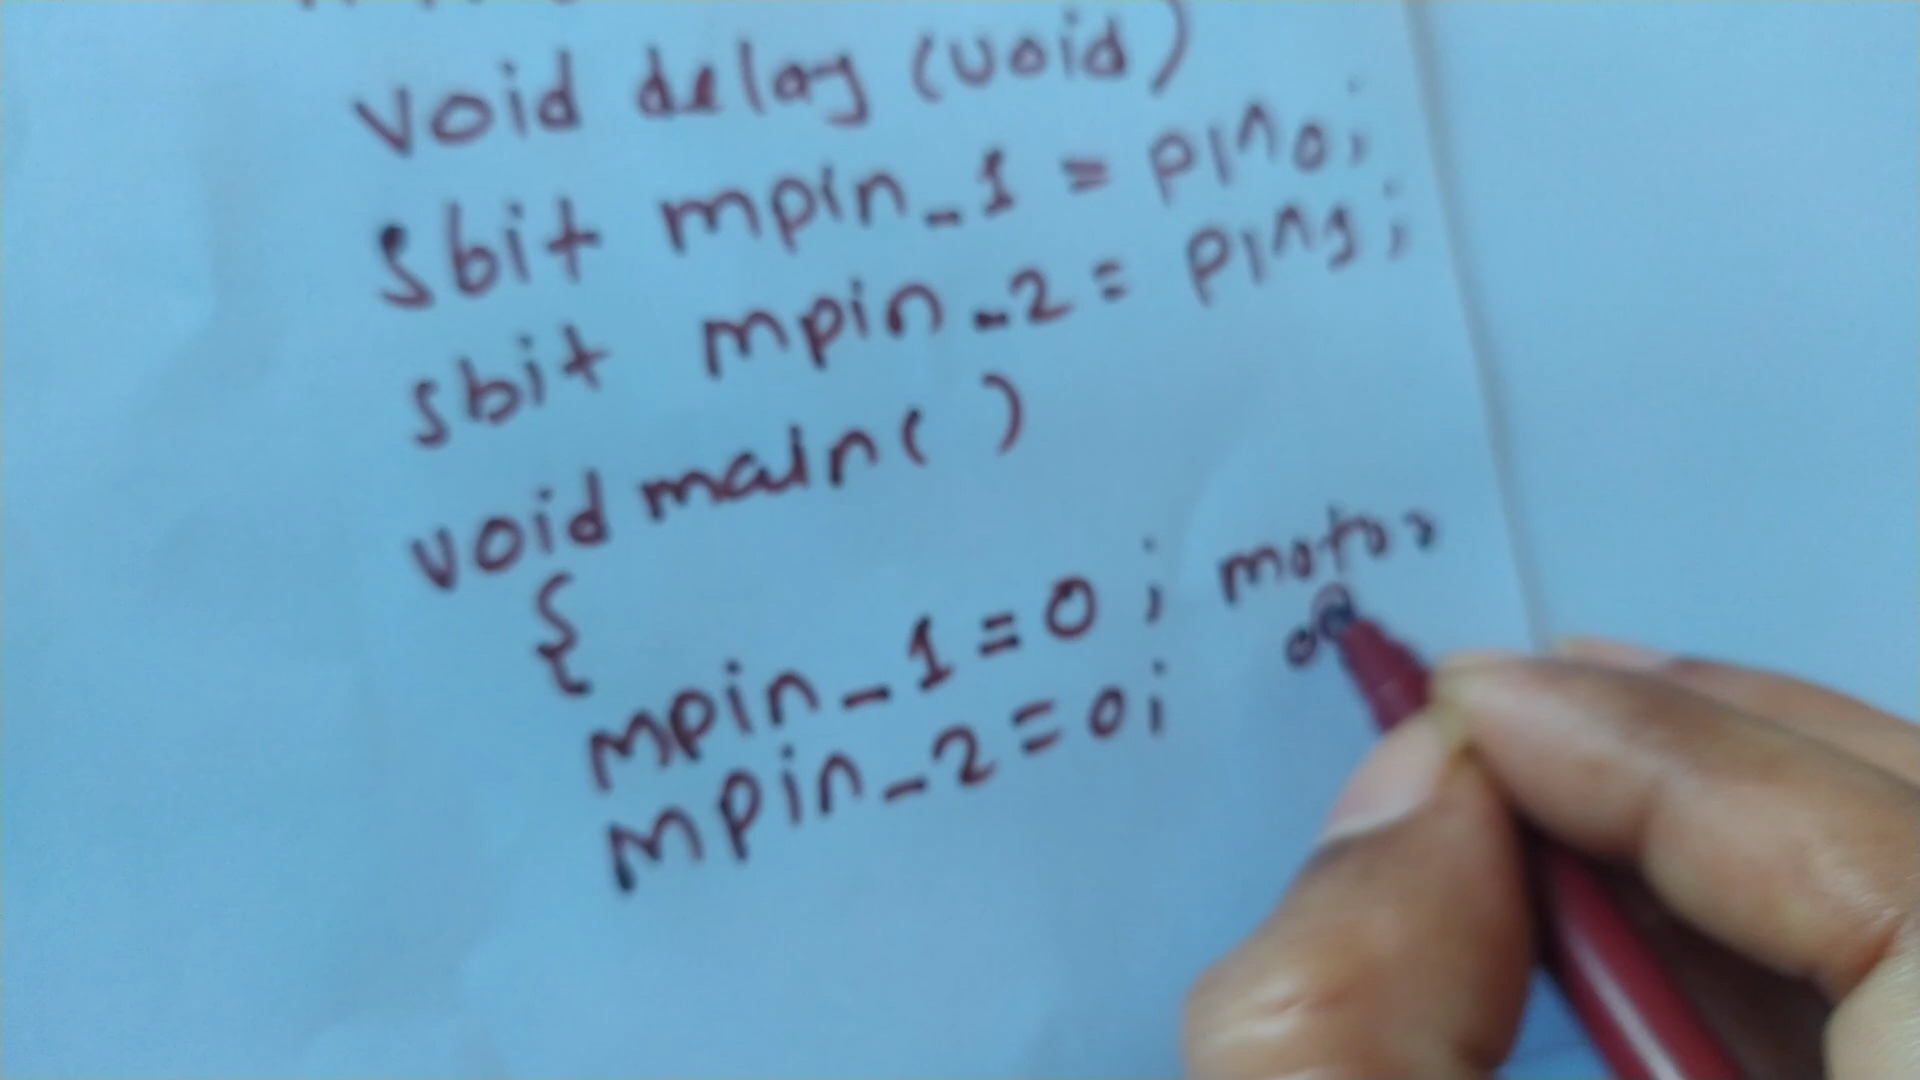 void delay (void)
sbit mpin_1 = P1^0;
sbit mpin_2 = P1^1;
void main( )
{
mpin_1=0; motor
mpin_2=0;